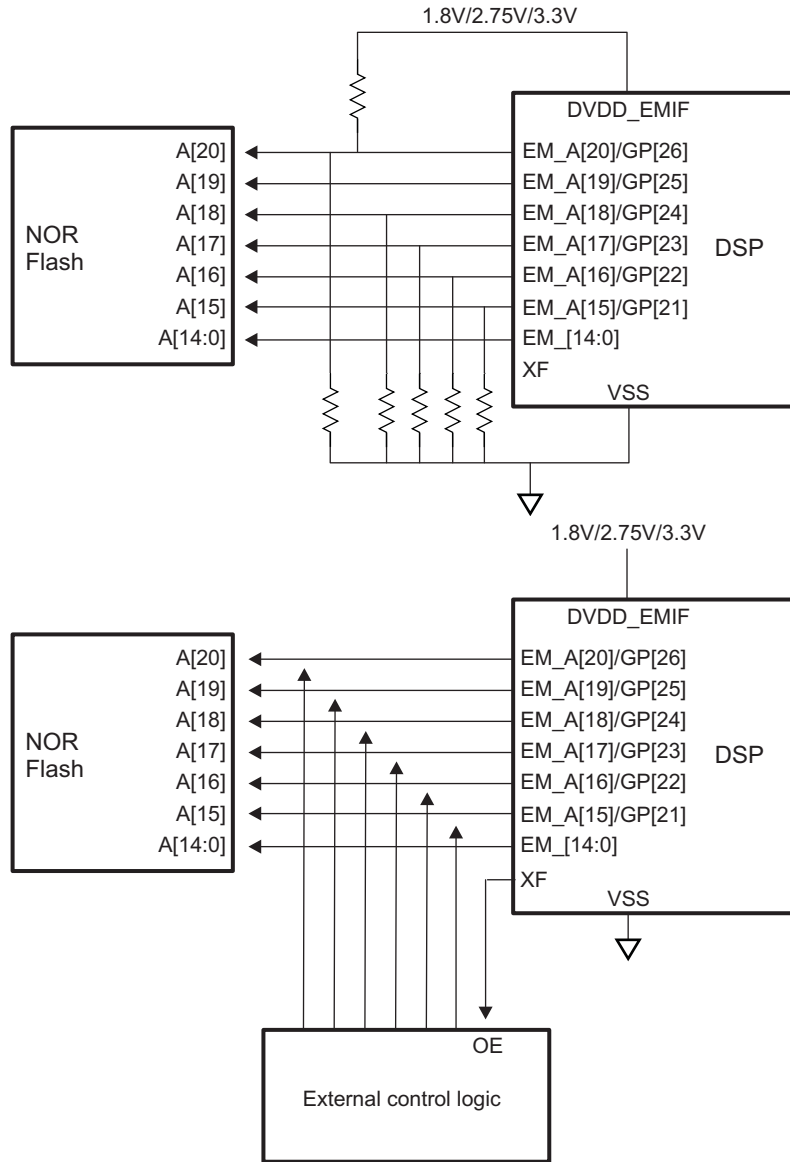 1.8V/2.75V/3.3V
DVDD_EMIF
NOR
Flash
A[20]
A[19]
A[18]
A[17]
A[16]
A[15]
A[14:0]
EM_A[20]/GP[26]
EM_A[19]/GP[25]
EM_A[18]/GP[24]
EM_A[17]/GP[23]
EM_A[16]/GP[22]
EM_A[15]/GP[21]
EM_[14:0]
XF
DSP
VSS
1.8V/2.75V/3.3V
DVDD_EMIF
NOR
Flash
A[20]
A[19]
A[18]
A[17]
A[16]
A[15]
A[14:0]
EM_A[20]/GP[26]
EM_A[19]/GP[25]
EM_A[18]/GP[24]
EM_A[17]/GP[23]
EM_A[16]/GP[22]
EM_A[15]/GP[21]
EM_[14:0]
XF
DSP
VSS
OE
External control logic